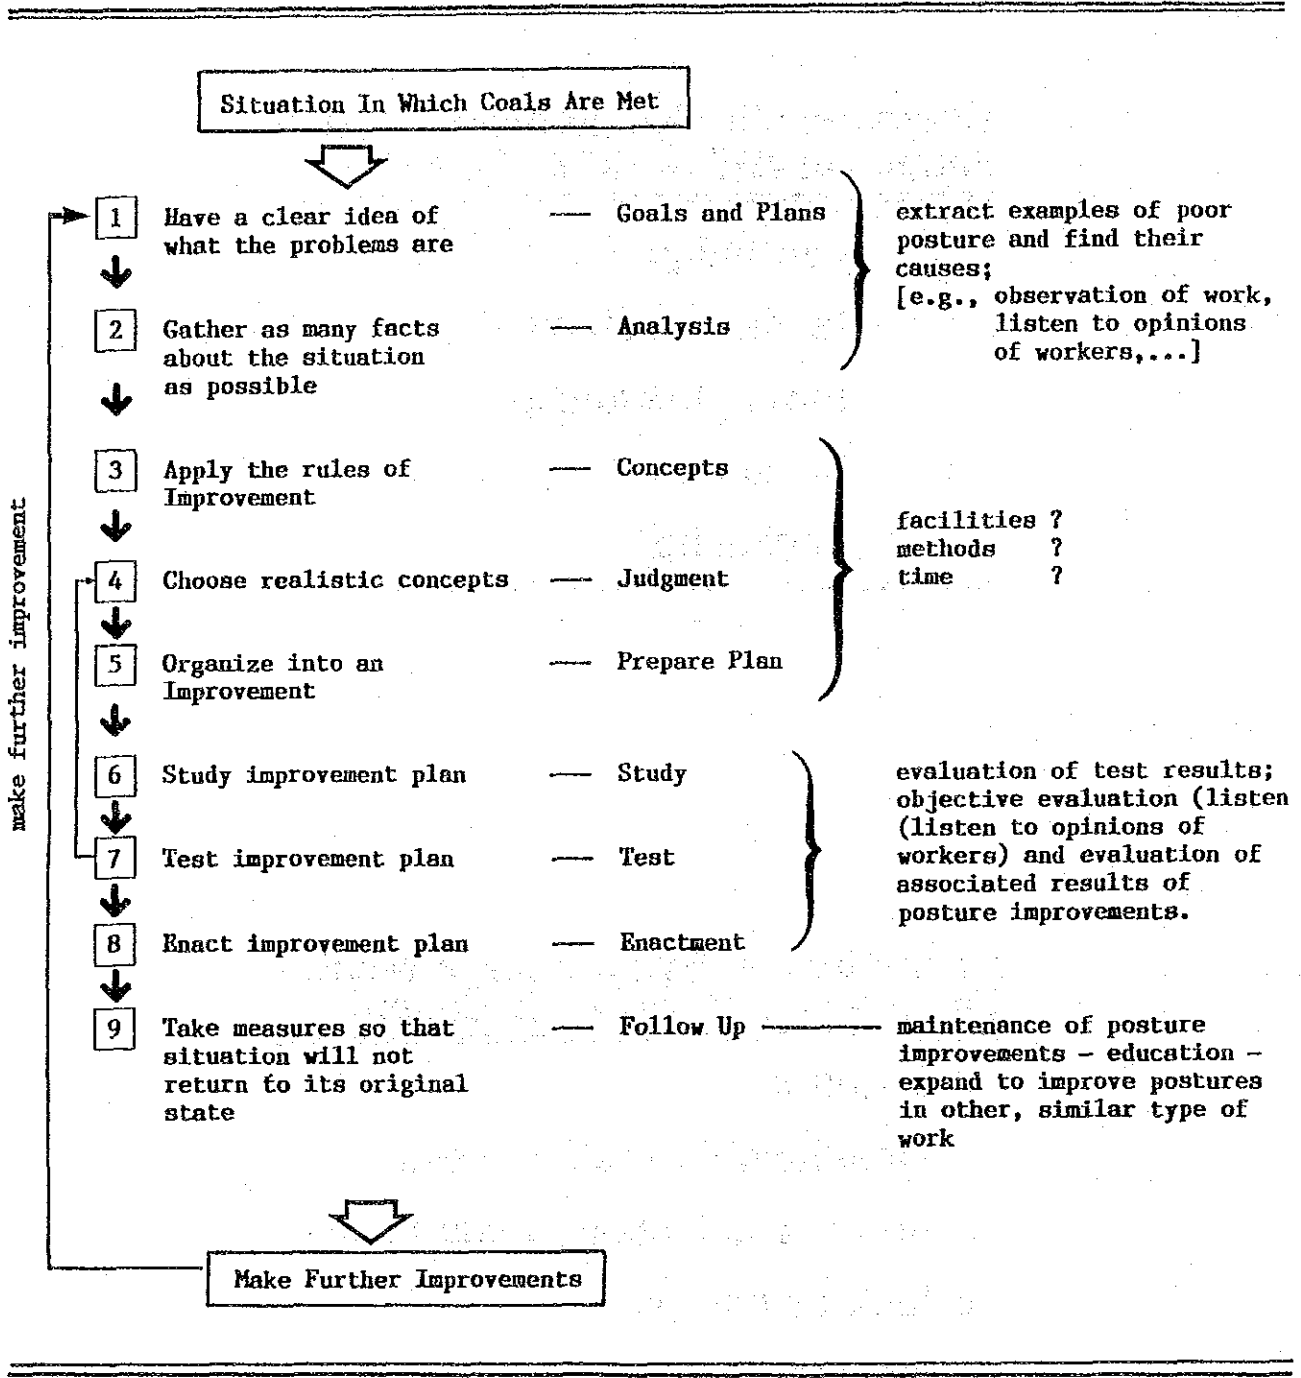 Situation In Which Coals Are Met
1 Have a clear idea of — Goals and Plans
what the problems are
extract examples of poor
posture and find their
causes;
[e.g., observation of work,
listen to opinions
of workers,...]
2 Gather as many facts — Analysis
about the situation
as possible
3 Apply the rules of — Concepts
Improvement
4 Choose realistic concepts — Judgment
5 Organize into an — Prepare Plan
Improvement
facilities ?
methods ?
time ?
6 Study improvement plan — Study
7 Test improvement plan — Test
8 Enact improvement plan — Enactment
evaluation of test results;
objective evaluation (listen
(listen to opinions of
workers) and evaluation of
associated results of
posture improvements.
9 Take measures so that — Follow Up
situation will not
return to its original
state
maintenance of posture
improvements – education –
expand to improve postures
in other, similar type of
work
Make Further Improvements
make further improvement